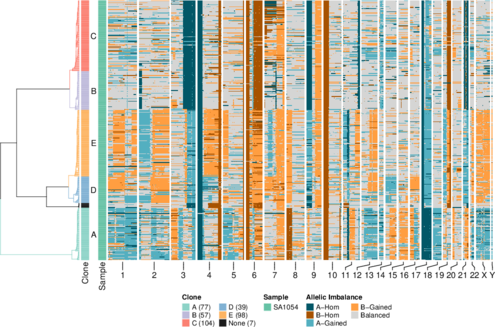 C
B
E
D
A
Clone
Sample
1 2 3 4 5 6 7 8 9 10 11 12 13 14 15 16 17 18 19 20 21 22 X Y
Clone Sample Allelic Imbalance
A (77) D (39) SA1054 A-Hom B-Gained
B (57) E (98) B-Hom Balanced
C (104) None (7) A-Gained